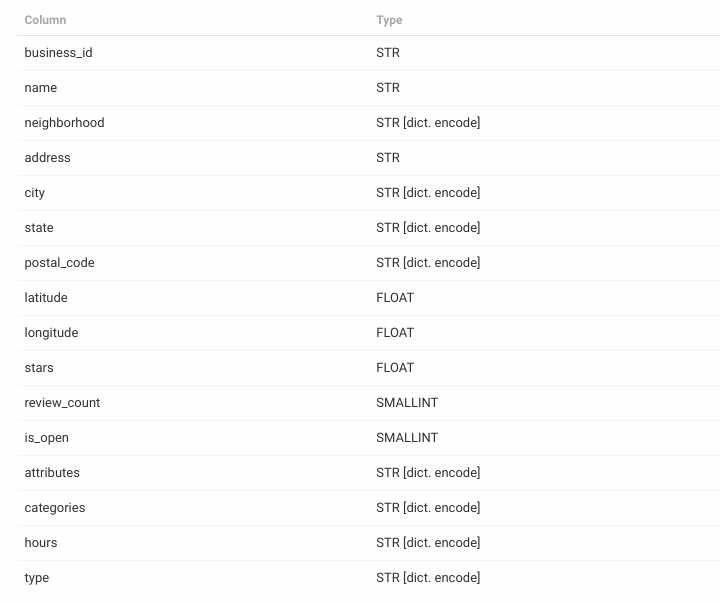 Column Type
business_id STR
name STR
neighborhood STR [dict. encode]
address STR
city STR [dict. encode]
state STR [dict. encode]
postal_code STR [dict. encode]
latitude FLOAT
longitude FLOAT
stars FLOAT
review_count SMALLINT
is_open SMALLINT
attributes STR [dict. encode]
categories STR [dict. encode]
hours STR [dict. encode]
type STR [dict. encode]